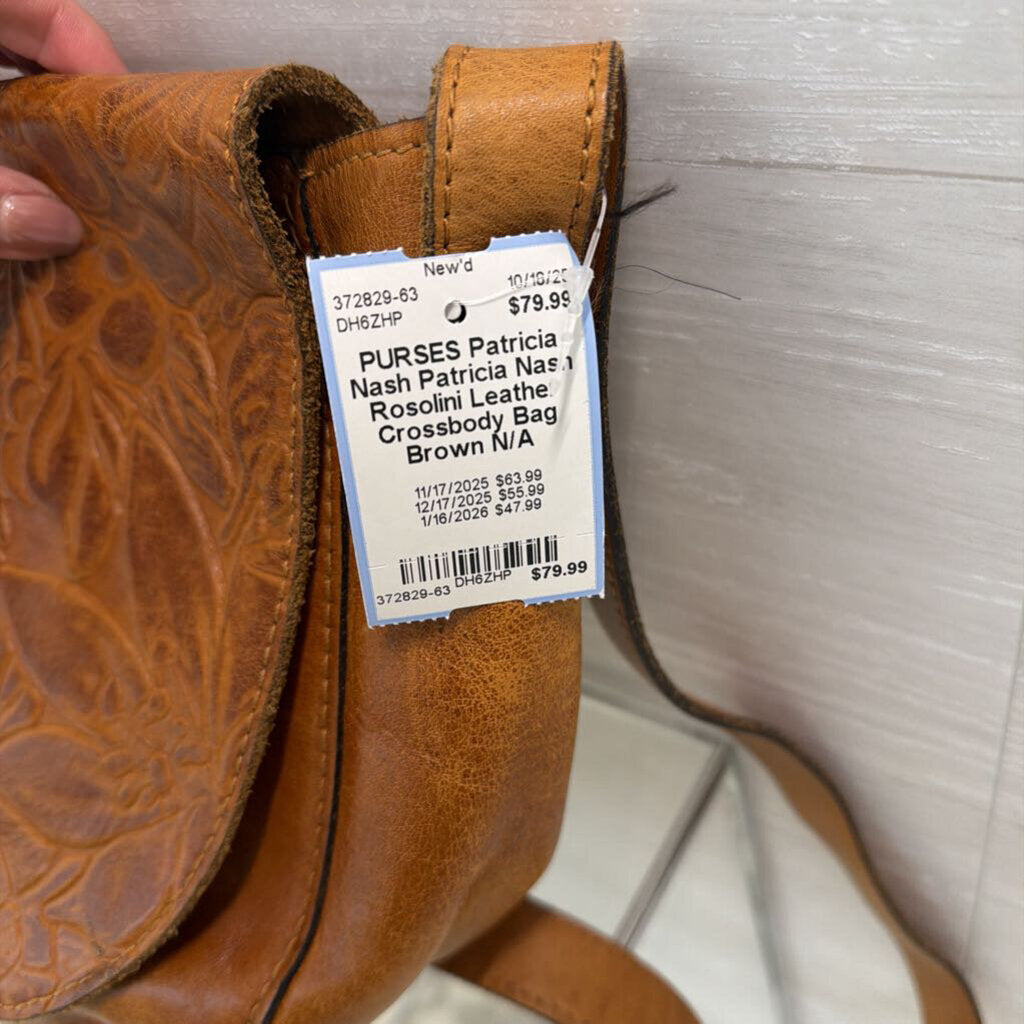 New'd
372829-63
10/18/25
DH6ZHP
$79.99
PURSES Patricia
Nash Patricia Nash
Rosolini Leather
Crossbody Bag
Brown N/A
11/17/2025 $63.99
12/17/2025 $55.99
1/16/2026 $47.99
372829-63 DH6ZHP $79.99